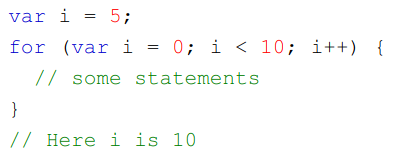 var i = 5;
for (var i = 0; i < 10; i++) {
  // some statements
}
// Here i is 10